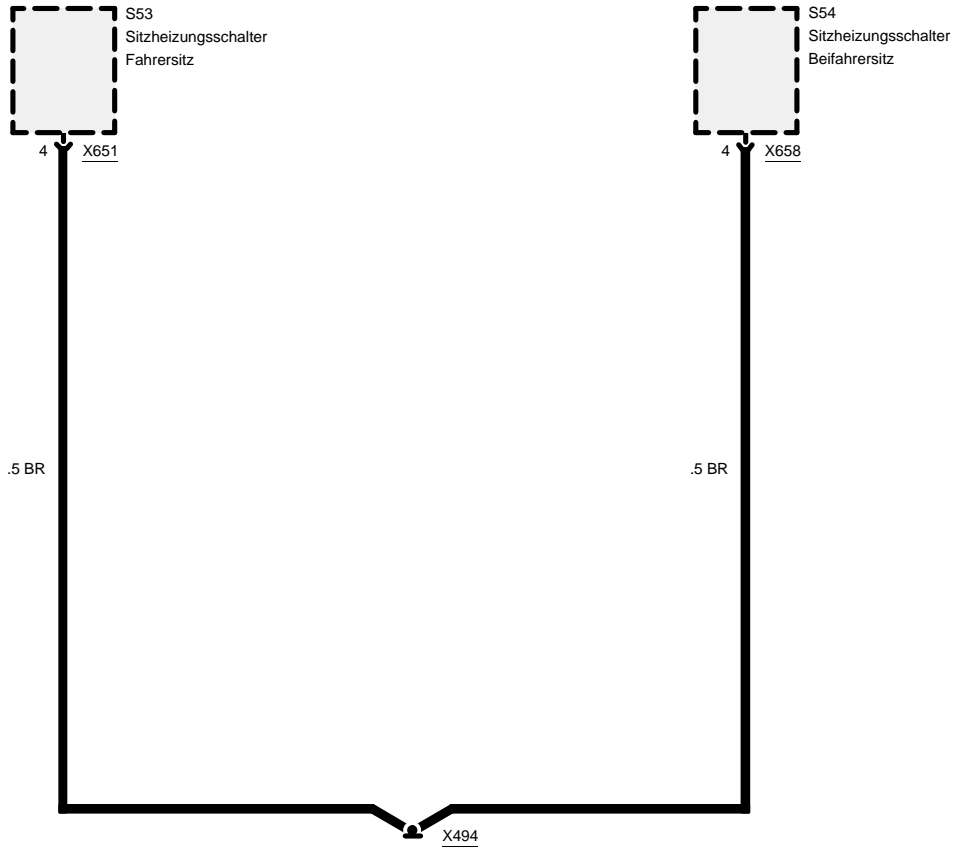 S53
Sitzheizungsschalter
Fahrersitz
S54
Sitzheizungsschalter
Beifahrersitz
4
X651
4
X658
.5 BR
.5 BR
X494